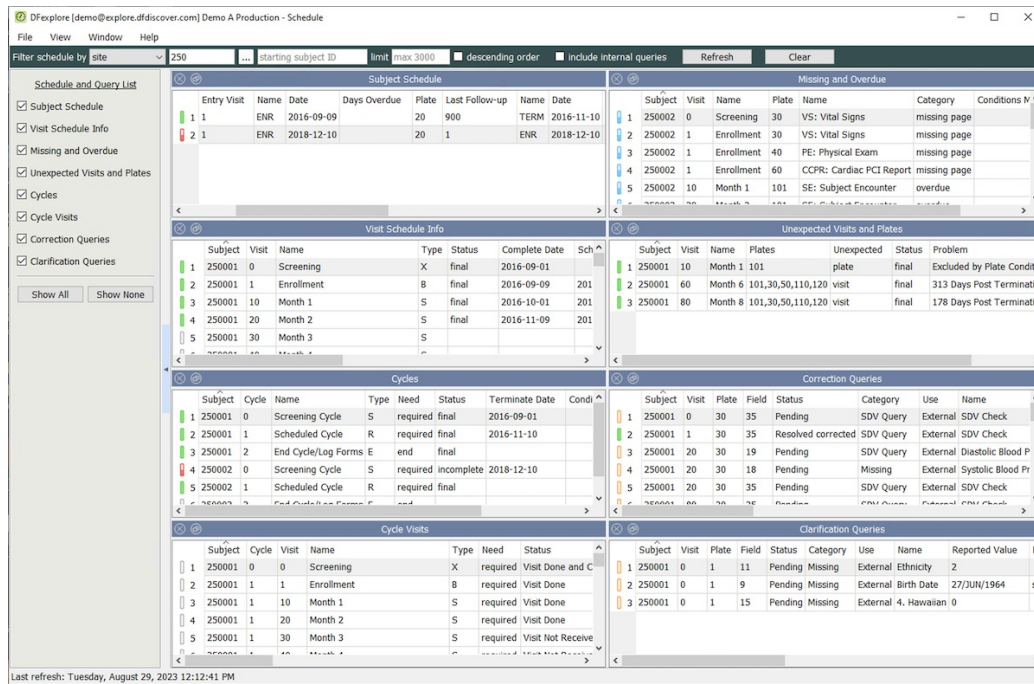 DFexplore [demo@explore.dfdiscover.com] Demo A Production - Schedule
File View Window Help
Filter schedule by site 250 ... starting subject ID limit max 3000 descending order include internal queries Refresh Clear
Schedule and Query List
Subject Schedule
Visit Schedule Info
Missing and Overdue
Unexpected Visits and Plates
Cycles
Cycle Visits
Correction Queries
Clarification Queries
Show All Show None
Subject Schedule
Entry Visit Name Date Days Overdue Plate Last Follow-up Name Date
1 1 ENR 2016-09-09 20 900 TERM 2016-11-10
2 1 ENR 2018-12-10 20 1 ENR 2018-12-10
Missing and Overdue
Subject Visit Name Plate Name Category Conditions M
1 250002 0 Screening 30 VS: Vital Signs missing page
2 250002 1 Enrollment 30 VS: Vital Signs missing page
3 250002 1 Enrollment 40 PE: Physical Exam missing page
4 250002 1 Enrollment 60 CCPR: Cardiac PCI Report missing page
5 250002 10 Month 1 101 SE: Subject Encounter overdue
Visit Schedule Info
Subject Visit Name Type Status Complete Date Sch
1 250001 0 Screening X final 2016-09-01
2 250001 1 Enrollment B final 2016-09-09 201
3 250001 10 Month 1 S final 2016-10-01 201
4 250001 20 Month 2 S final 2016-11-09 201
5 250001 30 Month 3 S
Unexpected Visits and Plates
Subject Visit Name Plates Unexpected Status Problem
1 250001 10 Month 1 101 plate final Excluded by Plate Condit
2 250001 60 Month 6 101,30,50,110,120 visit final 313 Days Post Terminati
3 250001 80 Month 8 101,30,50,110,120 visit final 178 Days Post Terminati
Cycles
Subject Cycle Name Type Need Status Terminate Date Condi
1 250001 0 Screening Cycle S required final 2016-09-01
2 250001 1 Scheduled Cycle R required final 2016-11-10
3 250001 2 End Cycle/Log Forms E end final
4 250002 0 Screening Cycle S required incomplete 2018-12-10
5 250002 1 Scheduled Cycle R required final
Correction Queries
Subject Visit Plate Field Status Category Use Name
1 250001 0 30 35 Pending SDV Query External SDV Check
2 250001 1 30 35 Resolved corrected SDV Query External SDV Check
3 250001 20 30 19 Pending SDV Query External Diastolic Blood P
4 250001 20 30 18 Pending Missing External Systolic Blood Pr
5 250001 20 30 35 Pending SDV Query External SDV Check
Cycle Visits
Subject Cycle Visit Name Type Need Status
1 250001 0 0 Screening X required Visit Done and C
2 250001 1 1 Enrollment B required Visit Done
3 250001 1 10 Month 1 S required Visit Done
4 250001 1 20 Month 2 S required Visit Done
5 250001 1 30 Month 3 S required Visit Not Receive
Clarification Queries
Subject Visit Plate Field Status Category Use Name Reported Value
1 250001 0 1 11 Pending Missing External Ethnicity 2
2 250001 0 1 9 Pending Missing External Birth Date 27/JUN/1964
3 250001 0 1 15 Pending Missing External 4. Hawaiian 0
Last refresh: Tuesday, August 29, 2023 12:12:41 PM